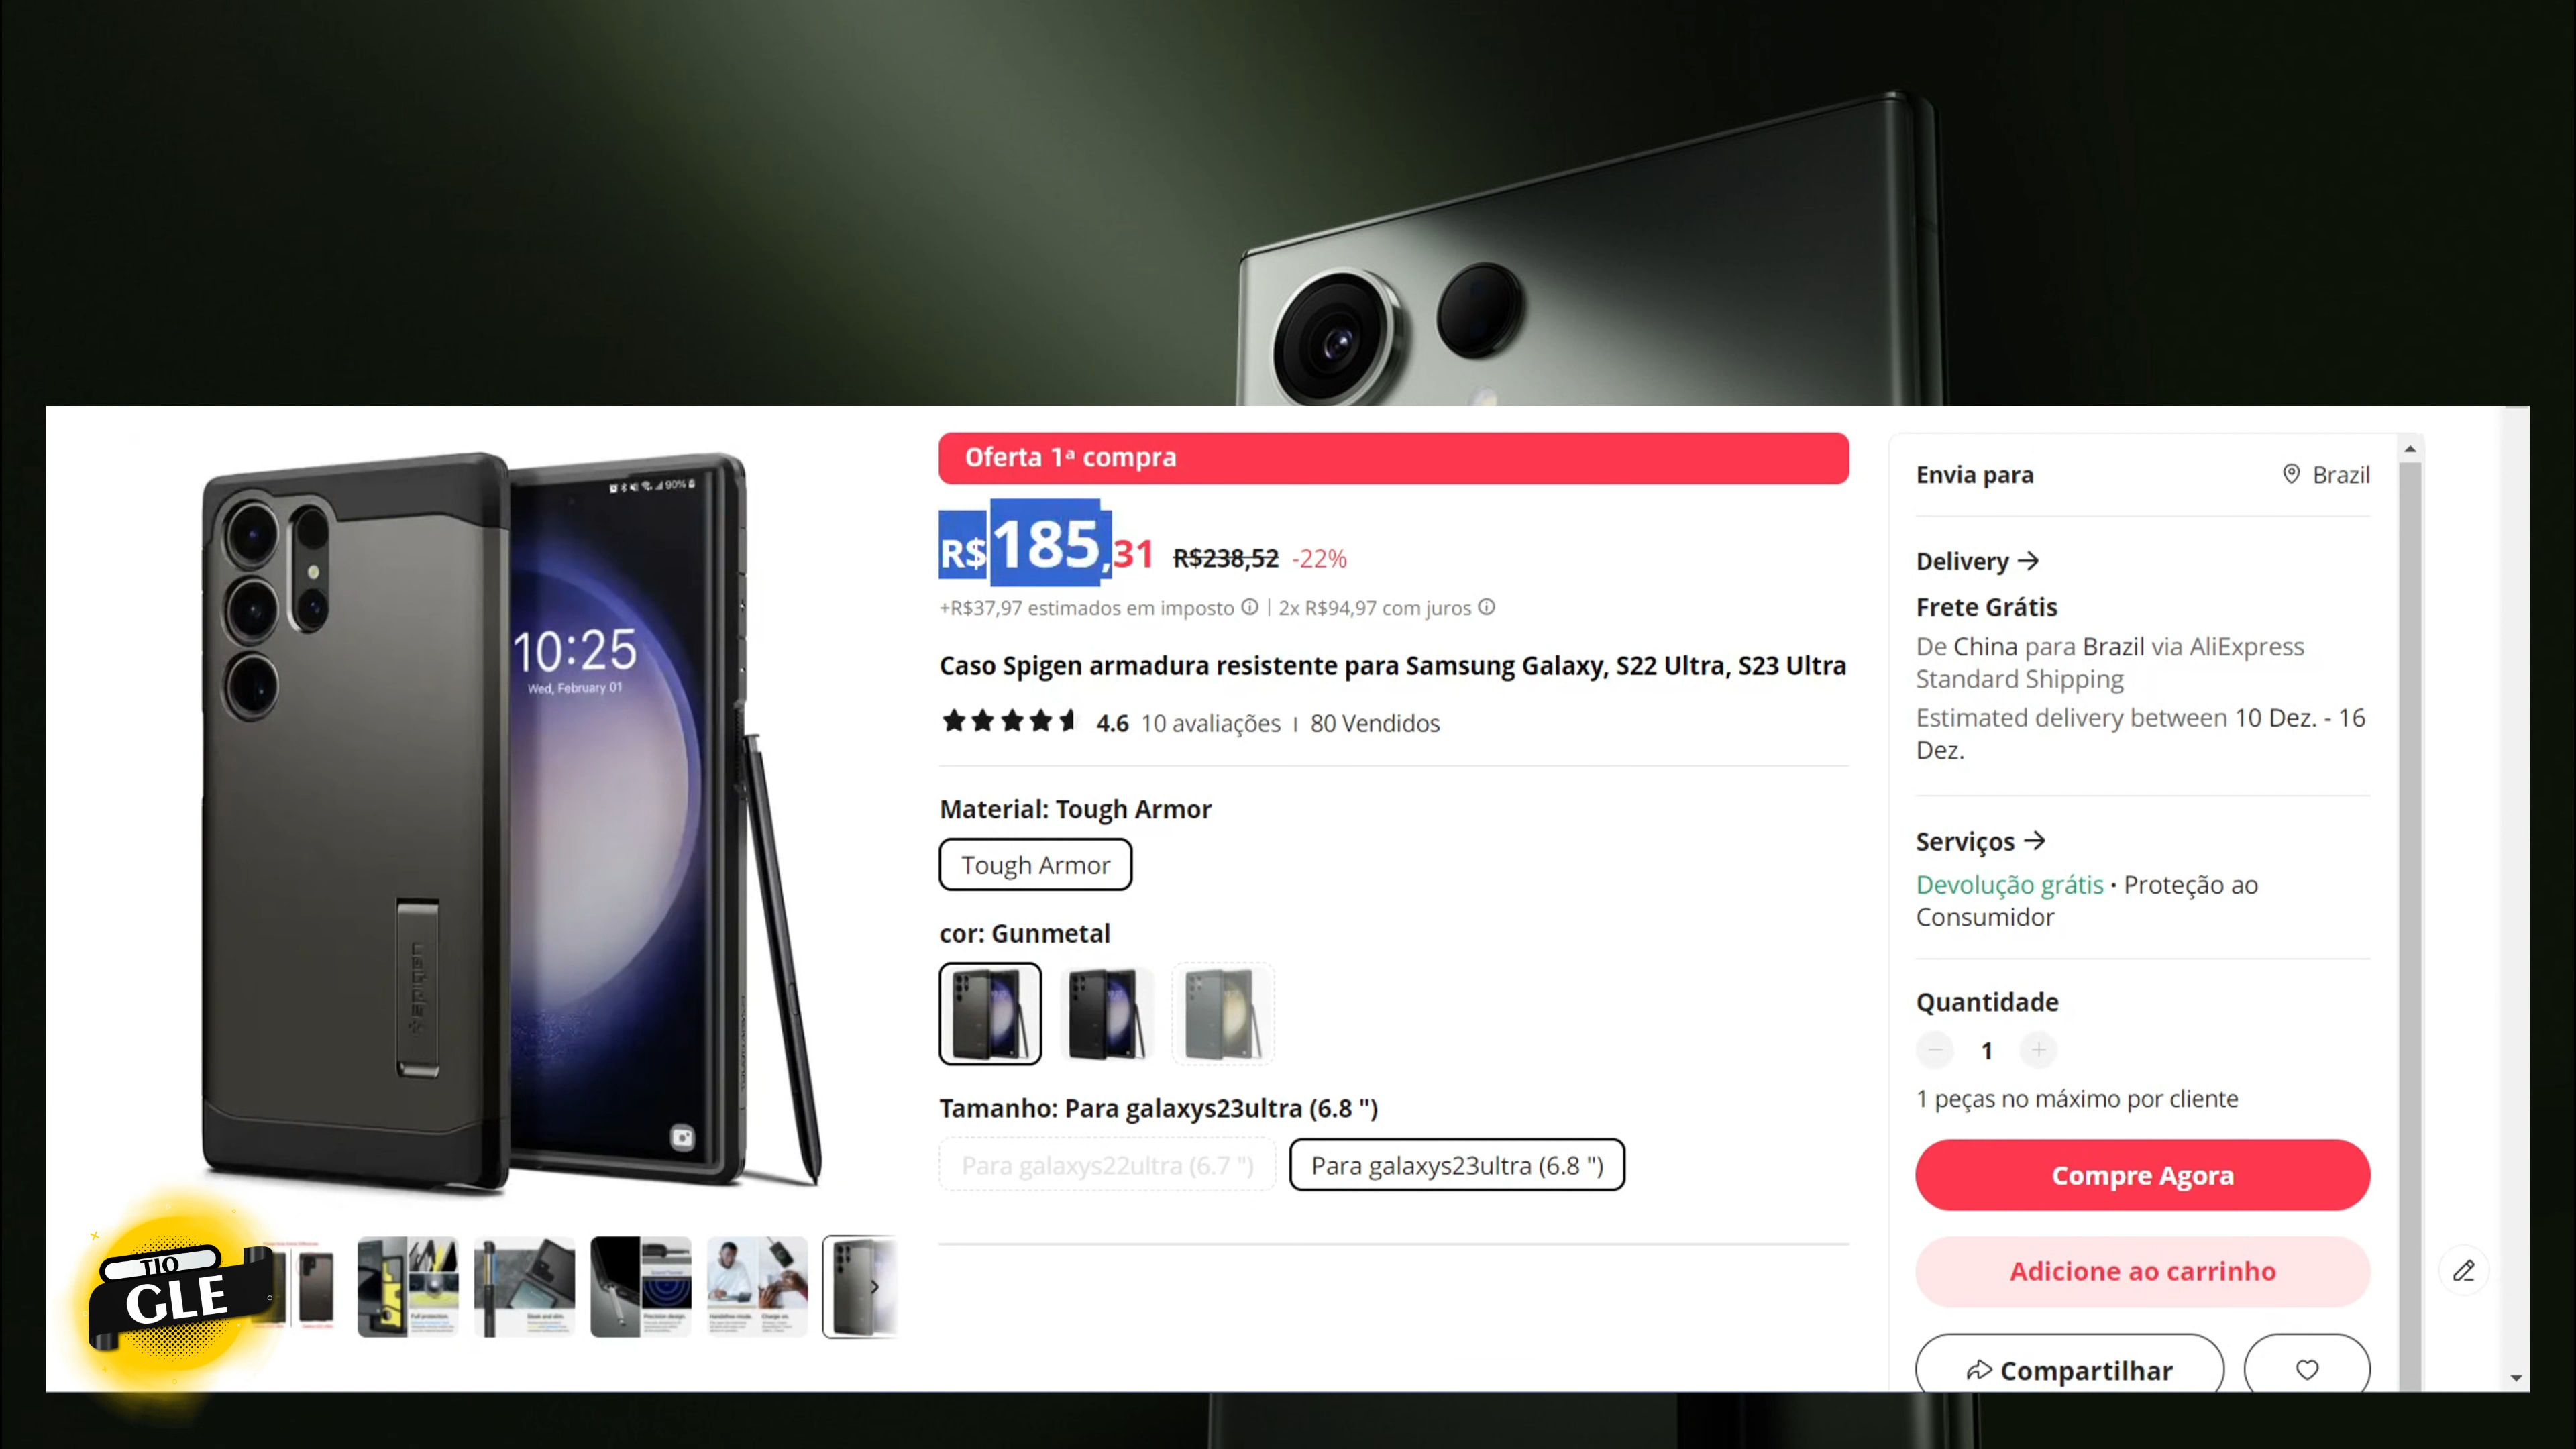 90%
10:25
Wed, February 01
spigen
TIO
GLE
Oferta 1ª compra
R$185,31 R$238,52 -22%
+R$37,97 estimados em imposto | 2x R$94,97 com juros
Caso Spigen armadura resistente para Samsung Galaxy, S22 Ultra, S23 Ultra
4.6 10 avaliações | 80 Vendidos
Material: Tough Armor
Tough Armor
cor: Gunmetal
Tamanho: Para galaxys23ultra (6.8 ")
Para galaxys22ultra (6.7 ") Para galaxys23ultra (6.8 ")
Envia para Brazil
Delivery →
Frete Grátis
De China para Brazil via AliExpress
Standard Shipping
Estimated delivery between 10 Dez. - 16
Dez.
Serviços →
Devolução grátis • Proteção ao
Consumidor
Quantidade
− 1 +
1 peças no máximo por cliente
Compre Agora
Adicione ao carrinho
Compartilhar